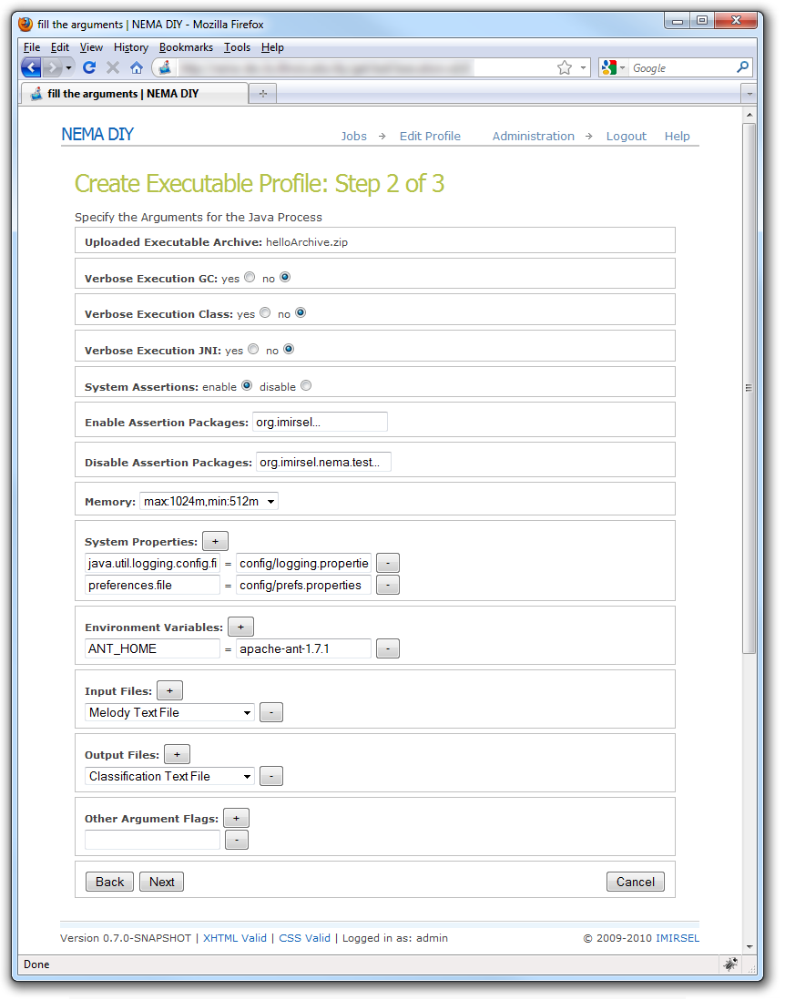 fill the arguments | NEMA DIY - Mozilla Firefox
File Edit View History Bookmarks Tools Help
Google
fill the arguments | NEMA DIY
NEMA DIY Jobs → Edit Profile Administration → Logout Help
Create Executable Profile: Step 2 of 3
Specify the Arguments for the Java Process
Uploaded Executable Archive: helloArchive.zip
Verbose Execution GC: yes no
Verbose Execution Class: yes no
Verbose Execution JNI: yes no
System Assertions: enable disable
Enable Assertion Packages: org.imirsel...
Disable Assertion Packages: org.imirsel.nema.test...
Memory: max:1024m,min:512m
System Properties: +
java.util.logging.config.fi = config/logging.propertie -
preferences.file = config/prefs.properties -
Environment Variables: +
ANT_HOME = apache-ant-1.7.1 -
Input Files: +
Melody Text File -
Output Files: +
Classification Text File -
Other Argument Flags: +
-
Back Next Cancel
Version 0.7.0-SNAPSHOT | XHTML Valid | CSS Valid | Logged in as: admin © 2009-2010 IMIRSEL
Done